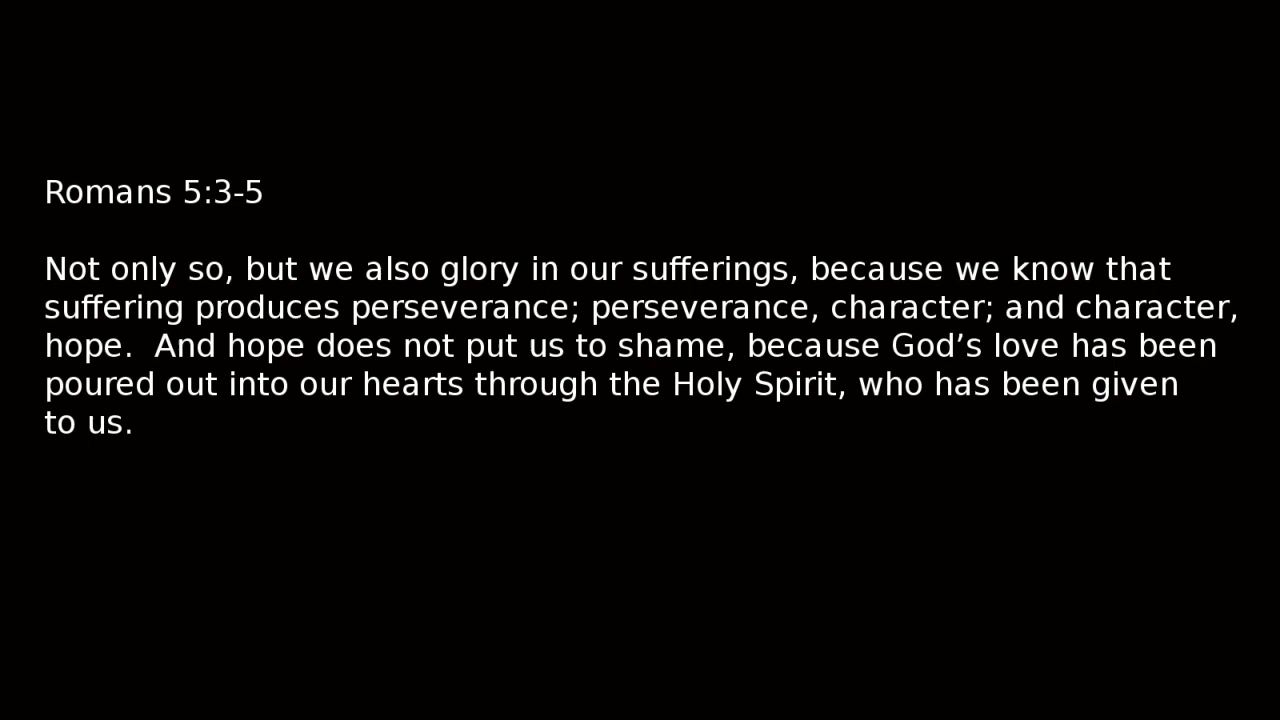 Romans 5:3-5
Not only so, but we also glory in our sufferings, because we know that
suffering produces perseverance; perseverance, character; and character,
hope.  And hope does not put us to shame, because God’s love has been
poured out into our hearts through the Holy Spirit, who has been given
to us.